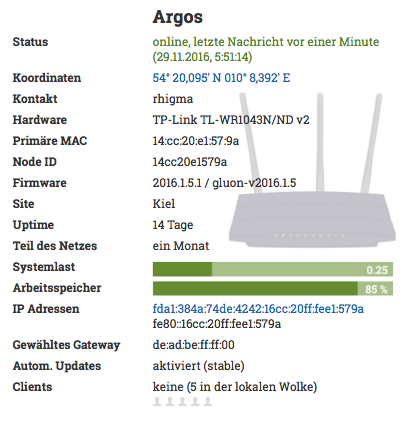 Argos
Status online, letzte Nachricht vor einer Minute
(29.11.2016, 5:51:14)
Koordinaten 54° 20,095' N 010° 8,392' E
Kontakt rhigma
Hardware TP-Link TL-WR1043N/ND v2
Primäre MAC 14:cc:20:e1:57:9a
Node ID 14cc20e1579a
Firmware 2016.1.5.1 / gluon-v2016.1.5
Site Kiel
Uptime 14 Tage
Teil des Netzes ein Monat
Systemlast 0.25
Arbeitsspeicher 85 %
IP Adressen fda1:384a:74de:4242:16cc:20ff:fee1:579a
fe80::16cc:20ff:fee1:579a
Gewähltes Gateway de:ad:be:ff:ff:00
Autom. Updates aktiviert (stable)
Clients keine (5 in der lokalen Wolke)